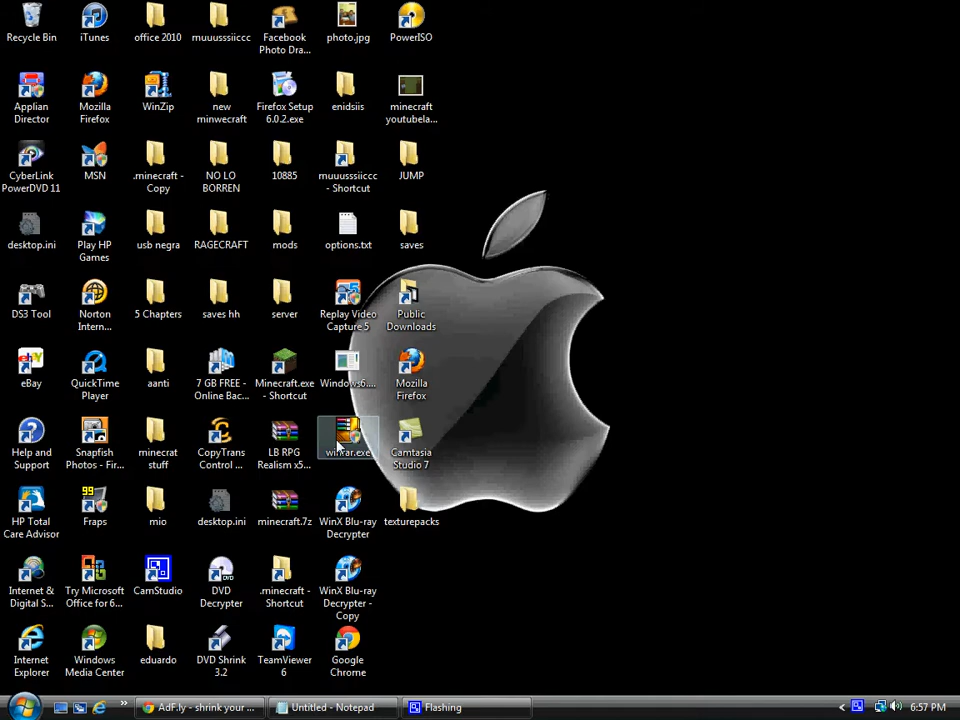 Recycle Bin
iTunes
office 2010
muuusssiiccc
Facebook
Photo Dra...
photo.jpg
PowerISO
Applian
Director
Mozilla
Firefox
WinZip
new
minwecraft
Firefox Setup
6.0.2.exe
enidsiis
minecraft
youtubela...
CyberLink
PowerDVD 11
MSN
.minecraft -
Copy
NO LO
BORREN
10885
muuusssiiccc
- Shortcut
JUMP
desktop.ini
Play HP
Games
usb negra
RAGECRAFT
mods
options.txt
saves
DS3 Tool
Norton
Intern...
5 Chapters
saves hh
server
Replay Video
Capture 5
Public
Downloads
eBay
QuickTime
Player
aanti
7 GB FREE -
Online Bac...
Minecraft.exe
- Shortcut
Windows6....
Mozilla
Firefox
Help and
Support
Snapfish
Photos - Fir...
minecrat
stuff
CopyTrans
Control ...
LB RPG
Realism x5...
winrar.exe
Camtasia
Studio 7
HP Total
Care Advisor
99
Fraps
mio
desktop.ini
minecraft.7z
WinX Blu-ray
Decrypter
texturepacks
Internet &
Digital S...
Try Microsoft
Office for 6...
CamStudio
DVD
DVD
Decrypter
.minecraft -
Shortcut
WinX Blu-ray
Decrypter -
Copy
Internet
Explorer
Windows
Media Center
eduardo
DVD Shrink
3.2
TeamViewer
6
Google
Chrome
AdF.ly - shrink your ...
Untitled - Notepad
Flashing
6:57 PM